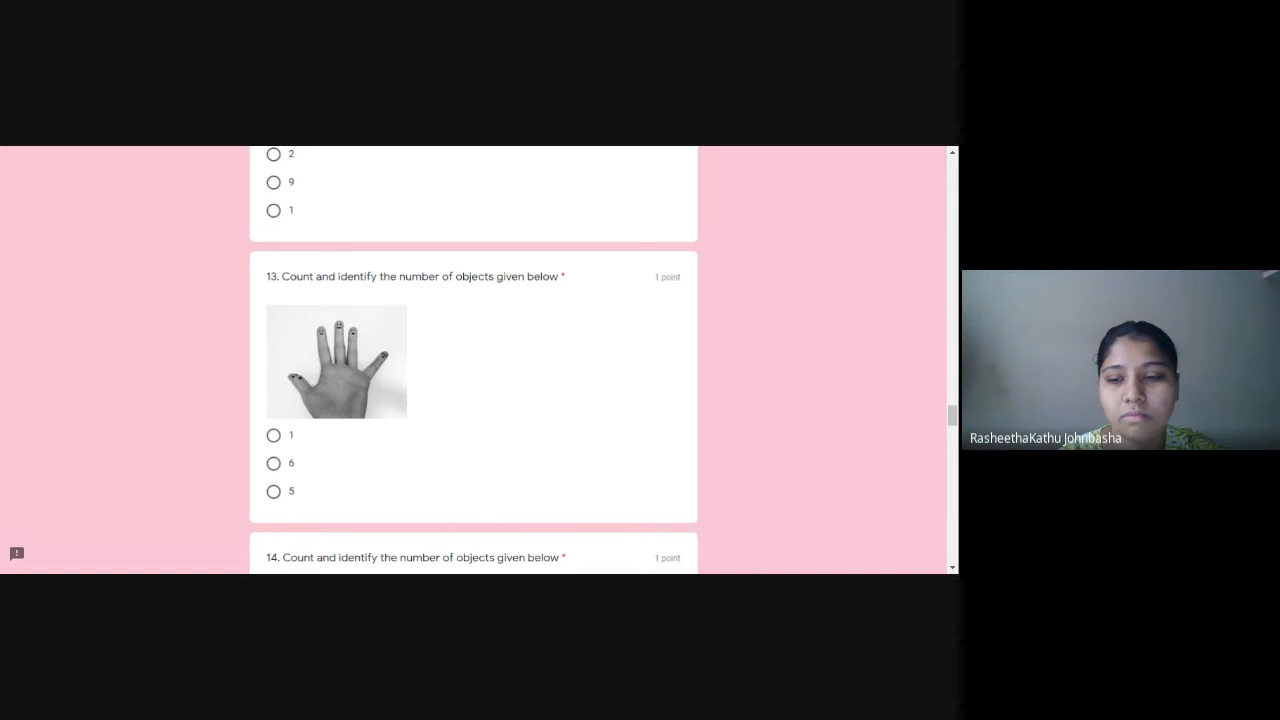 2
9
1
13. Count and identify the number of objects given below *
1 point
1
6
5
14. Count and identify the number of objects given below *
1 point
RasheethaKathu Johnbasha